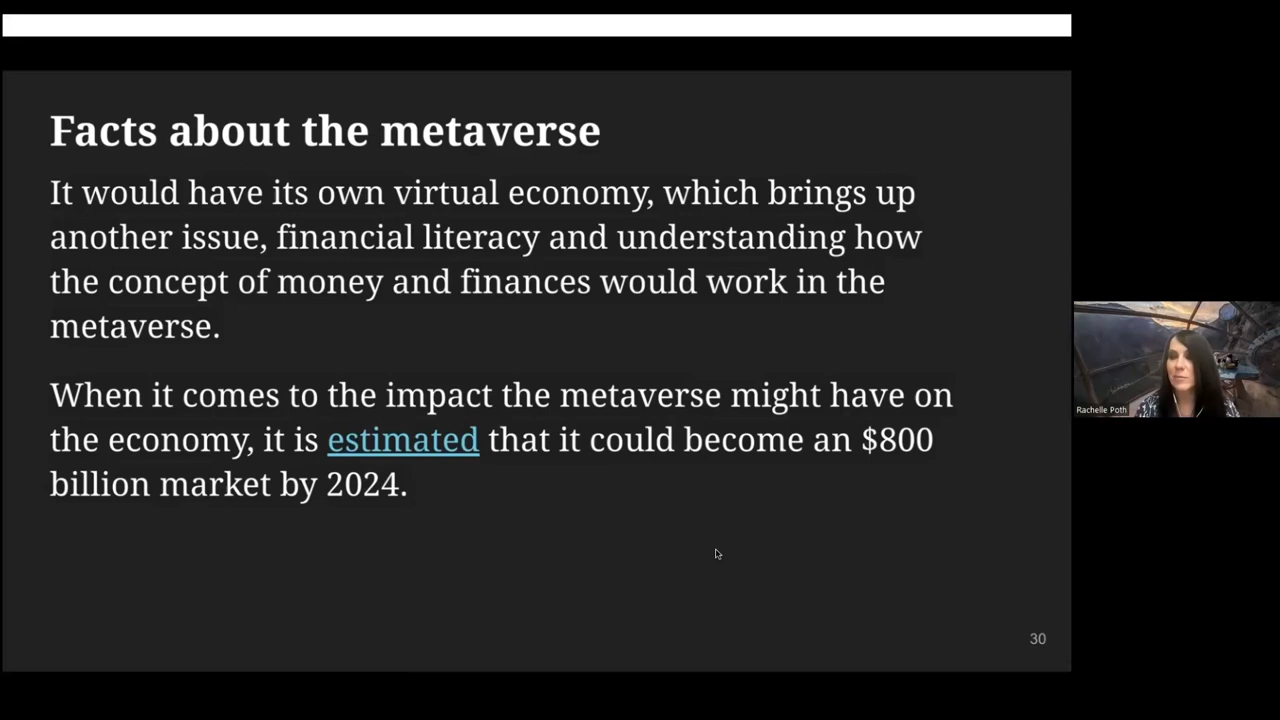 Facts about the metaverse
It would have its own virtual economy, which brings up
another issue, financial literacy and understanding how
the concept of money and finances would work in the
metaverse.
When it comes to the impact the metaverse might have on
the economy, it is estimated that it could become an $800
billion market by 2024.
30
Rachelle Poth